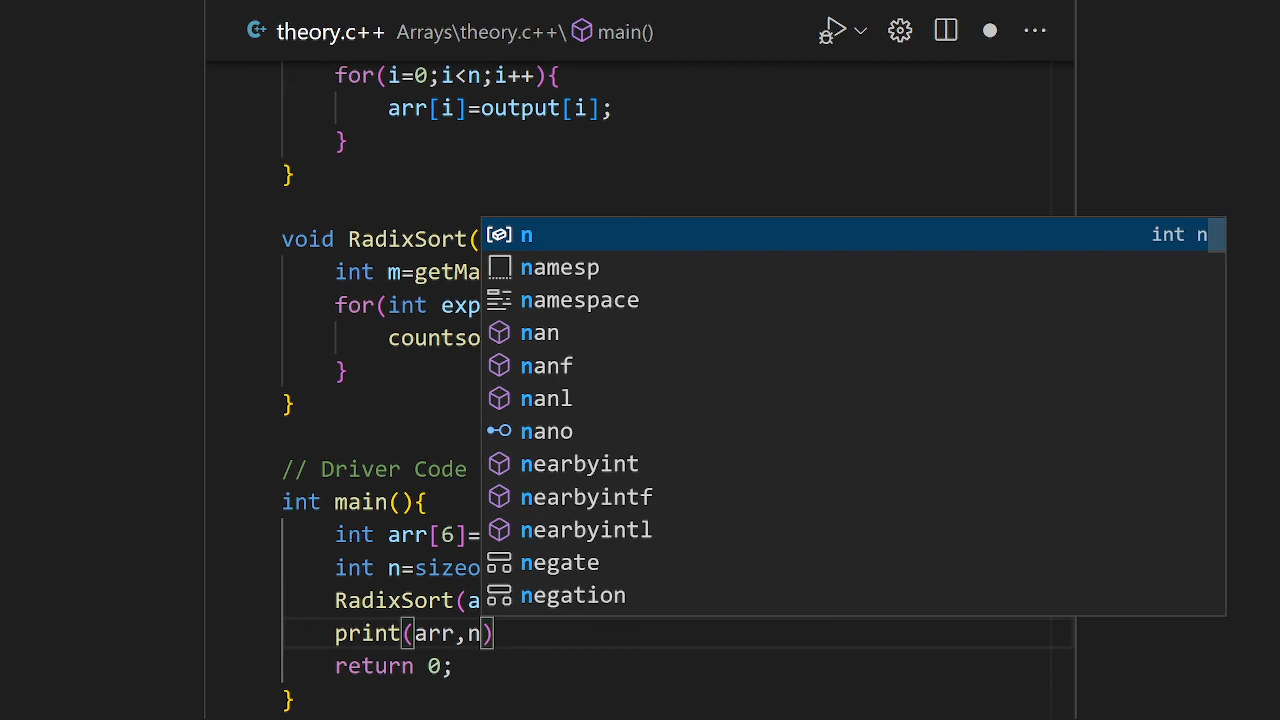 theory.c++ Arrays\theory.c++\ main()
for(i=0;i<n;i++){
arr[i]=output[i];
}
}
void RadixSort(
int m=getMa
for(int exp
countso
}
}
// Driver Code
int main(){
int arr[6]=
int n=sizeo
RadixSort(a
print(arr,n)
return 0;
}
n int n
namesp
namespace
nan
nanf
nanl
nano
nearbyint
nearbyintf
nearbyintl
negate
negation